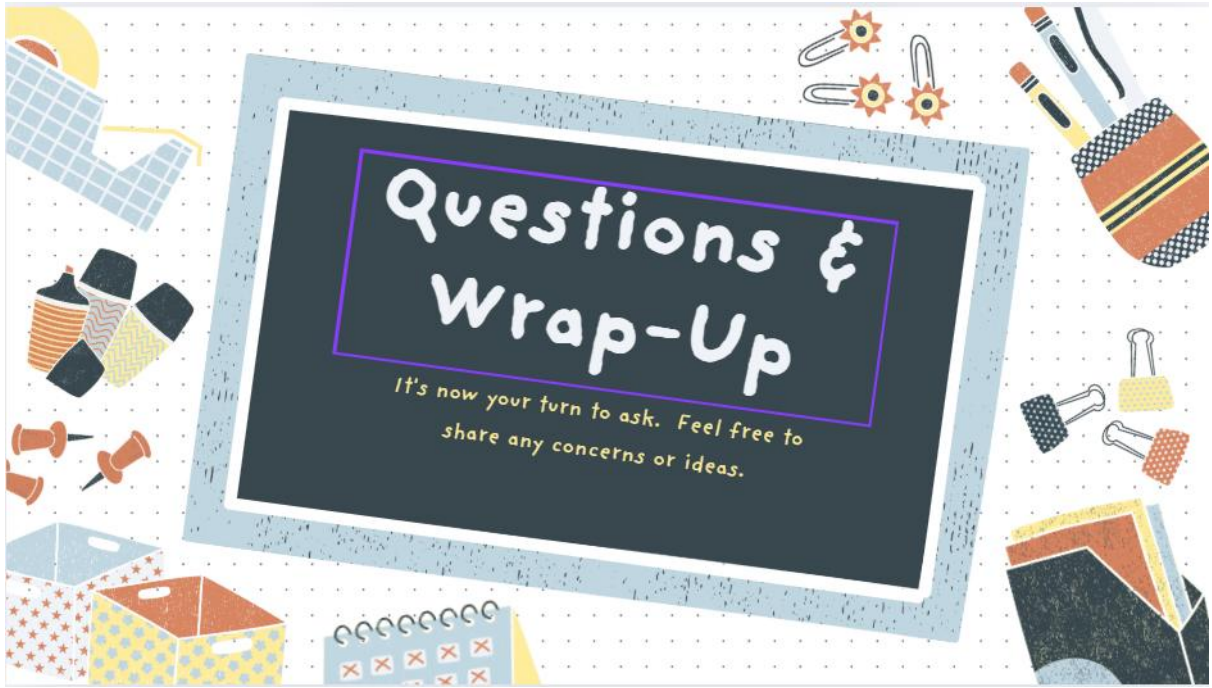 Questions &
Wrap-Up
It's now your turn to ask. Feel free to
share any concerns or ideas.